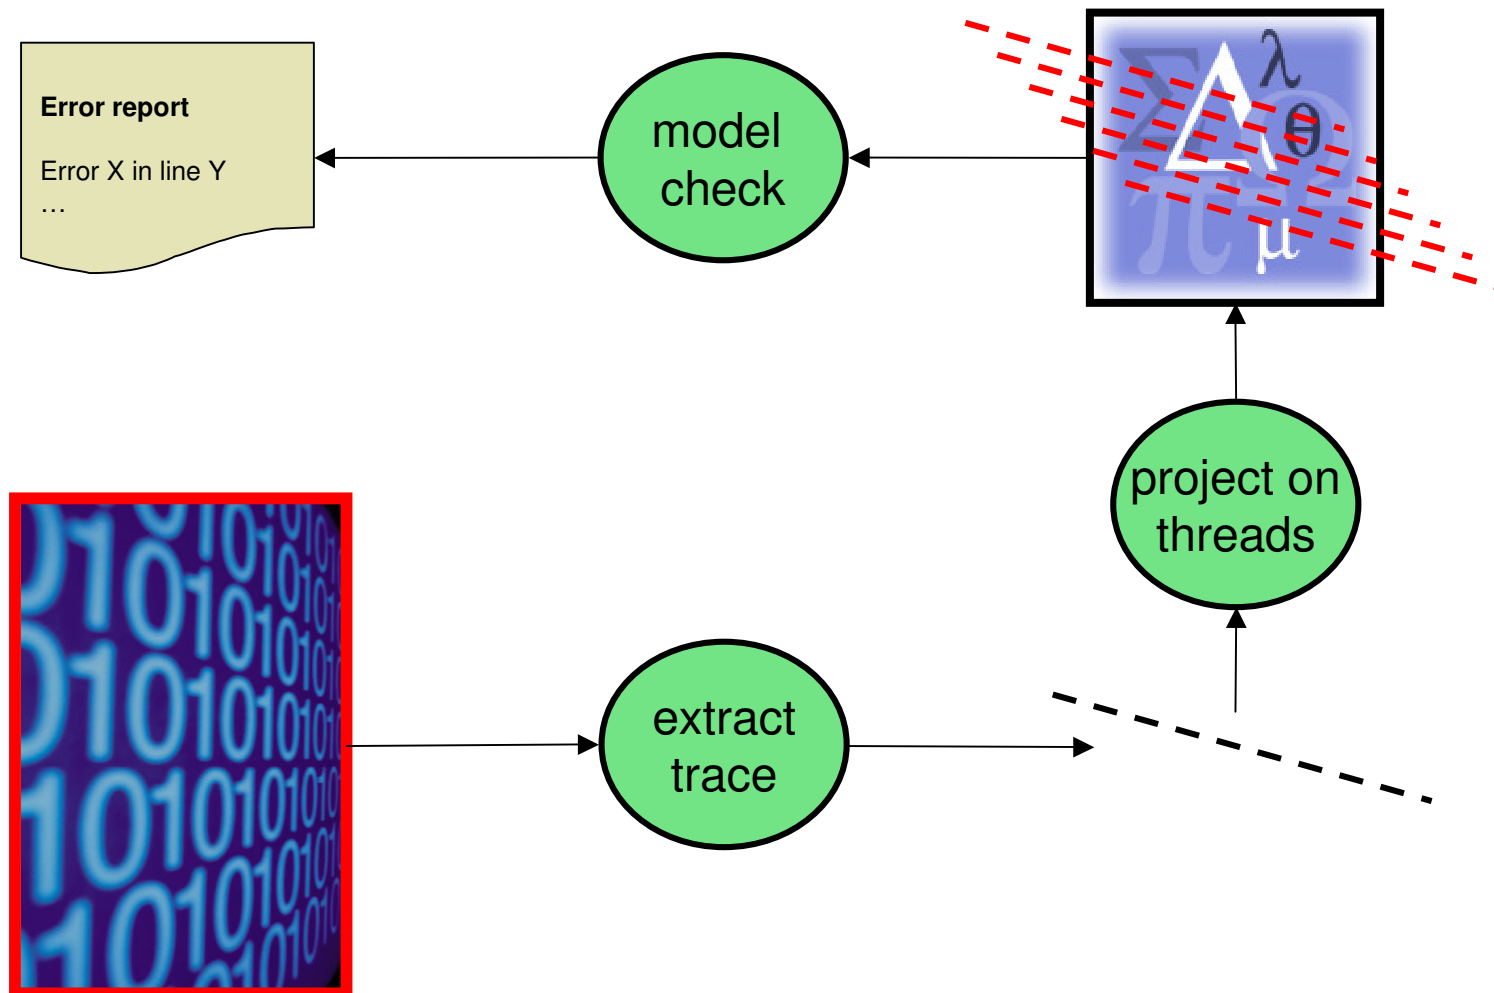 Error report
Error X in line Y
…
model
check
Σ
Δ
λ
θ
Ω
π
μ
project on
threads
extract
trace